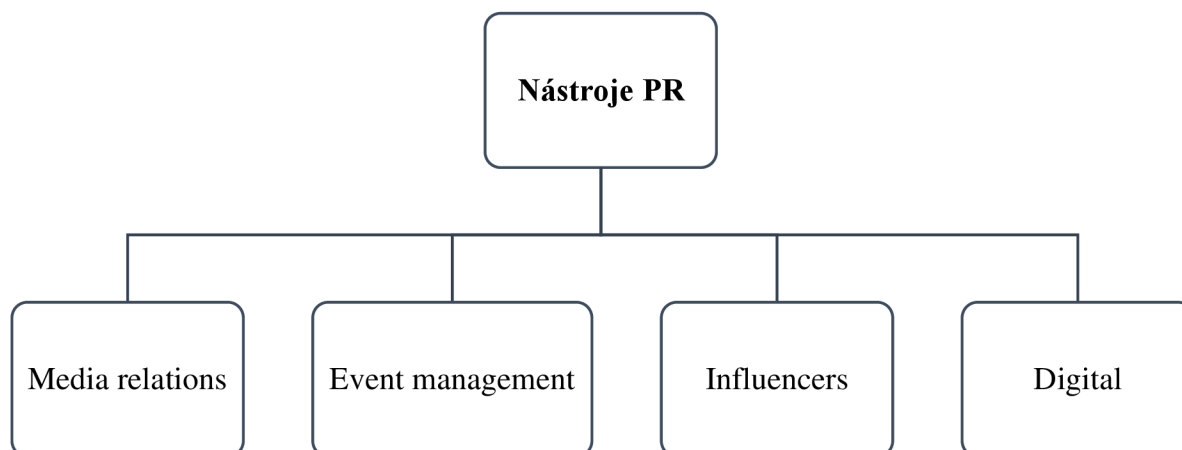 Nástroje PR
Media relations
Event management
Influencers
Digital